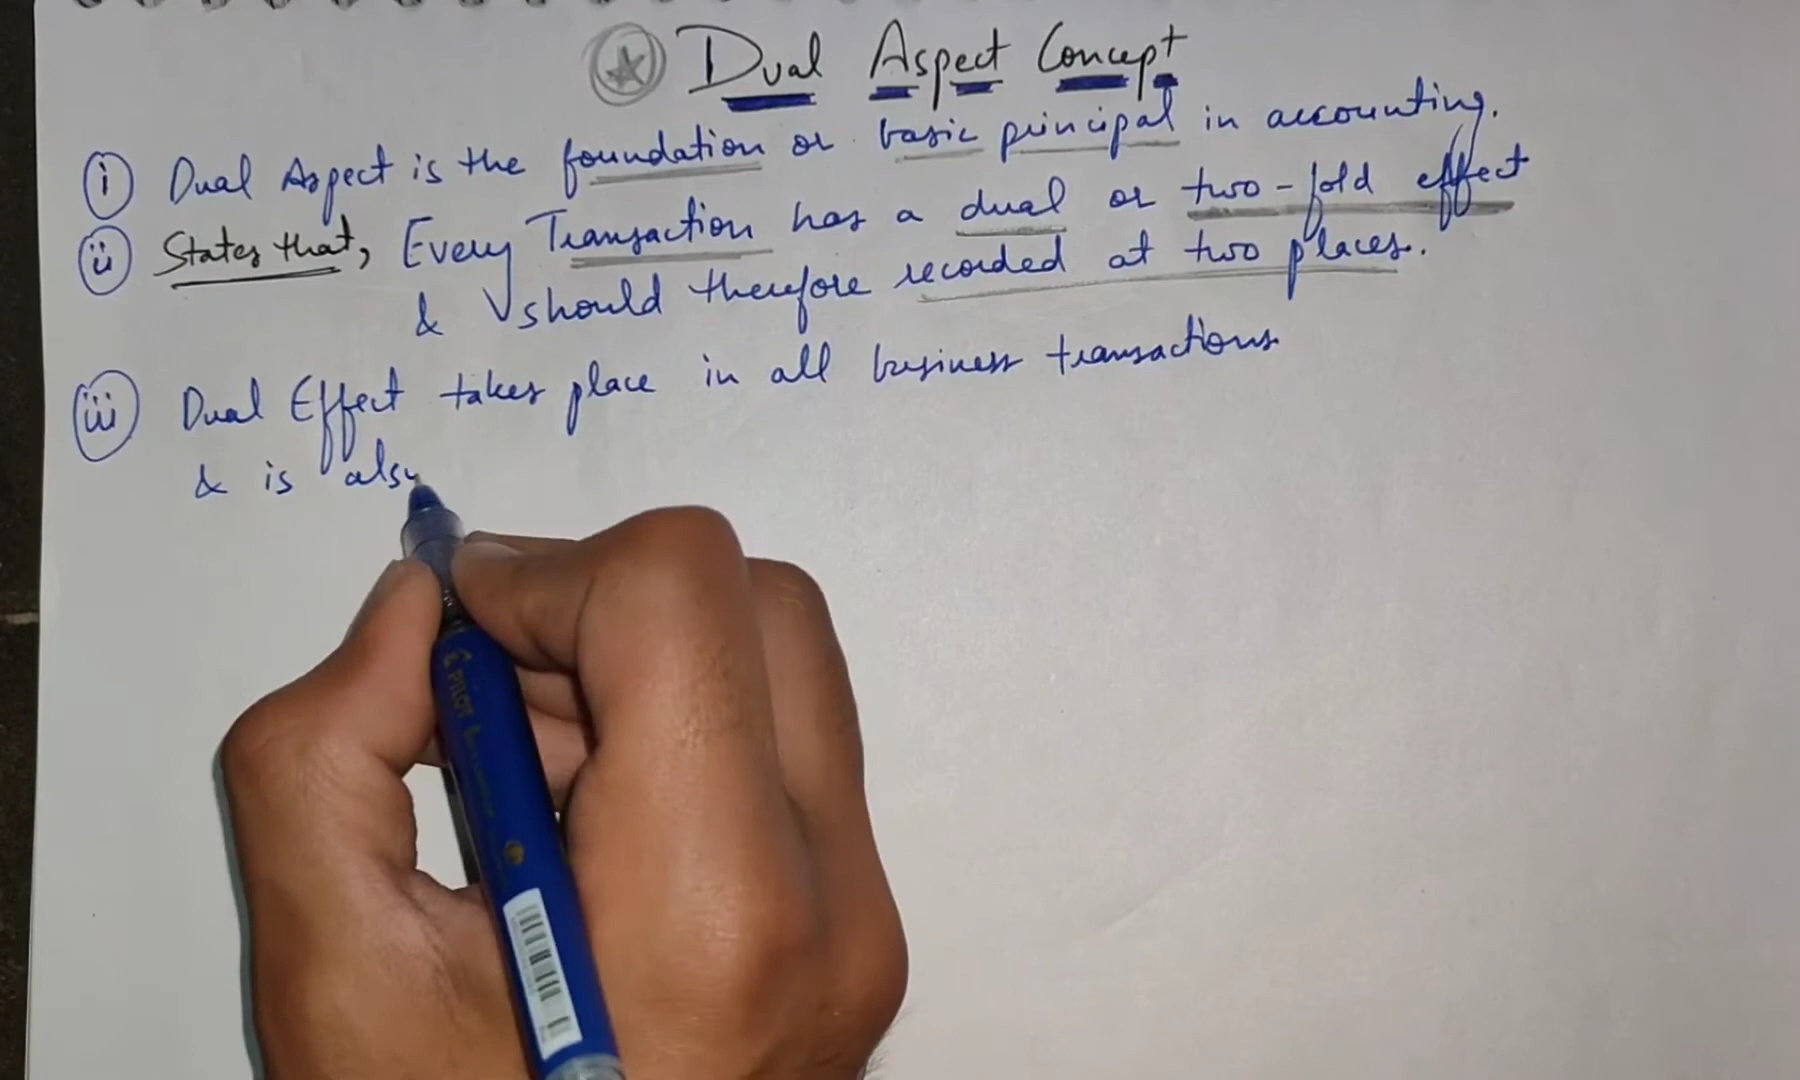 Dual Aspect Concept
i Dual Aspect is the foundation or basic principal in accounting.
ii States that, Every Transaction has a dual or two-fold effect
& should therefore recorded at two places.
iii Dual Effect takes place in all business transactions
& is also
PILOT